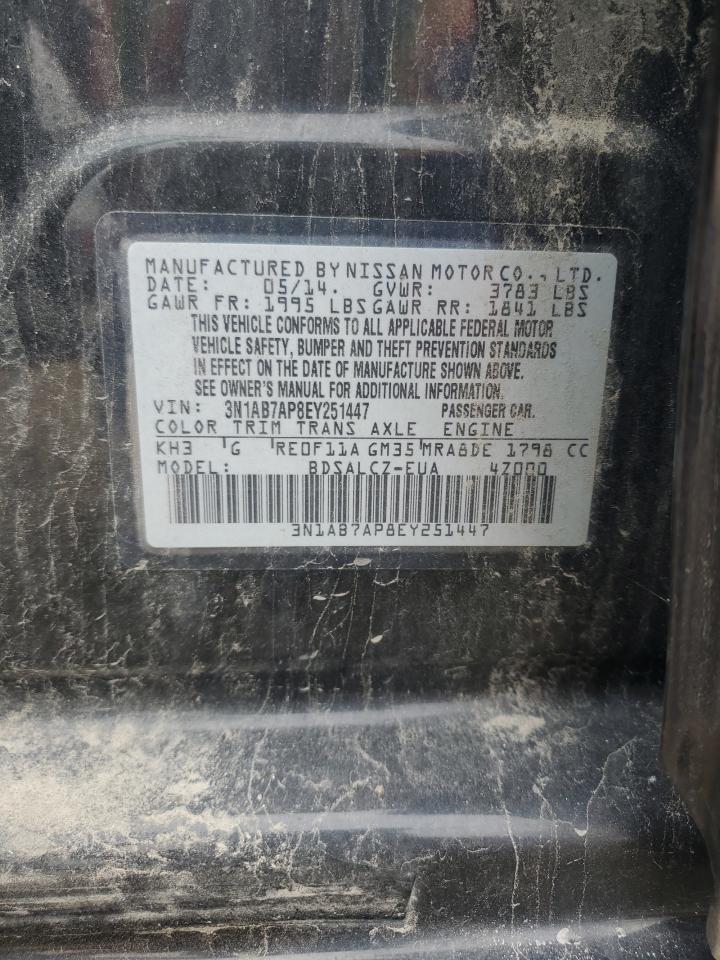 MANUFACTURED BY NISSAN MOTOR CO., LTD.
DATE: 05/14. GVWR: 3783 LBS
GAWR FR: 1995 LBS GAWR RR: 1841 LBS
THIS VEHICLE CONFORMS TO ALL APPLICABLE FEDERAL MOTOR
VEHICLE SAFETY, BUMPER AND THEFT PREVENTION STANDARDS
IN EFFECT ON THE DATE OF MANUFACTURE SHOWN ABOVE.
SEE OWNER'S MANUAL FOR ADDITIONAL INFORMATION.
VIN: 3N1AB7AP8EY251447 PASSENGER CAR.
COLOR TRIM TRANS AXLE ENGINE
KH3 G RE0F11A GM35 MRA8DE 1798 CC
MODEL: BDSALCZ-EUA 4Z000
3N1AB7AP8EY251447